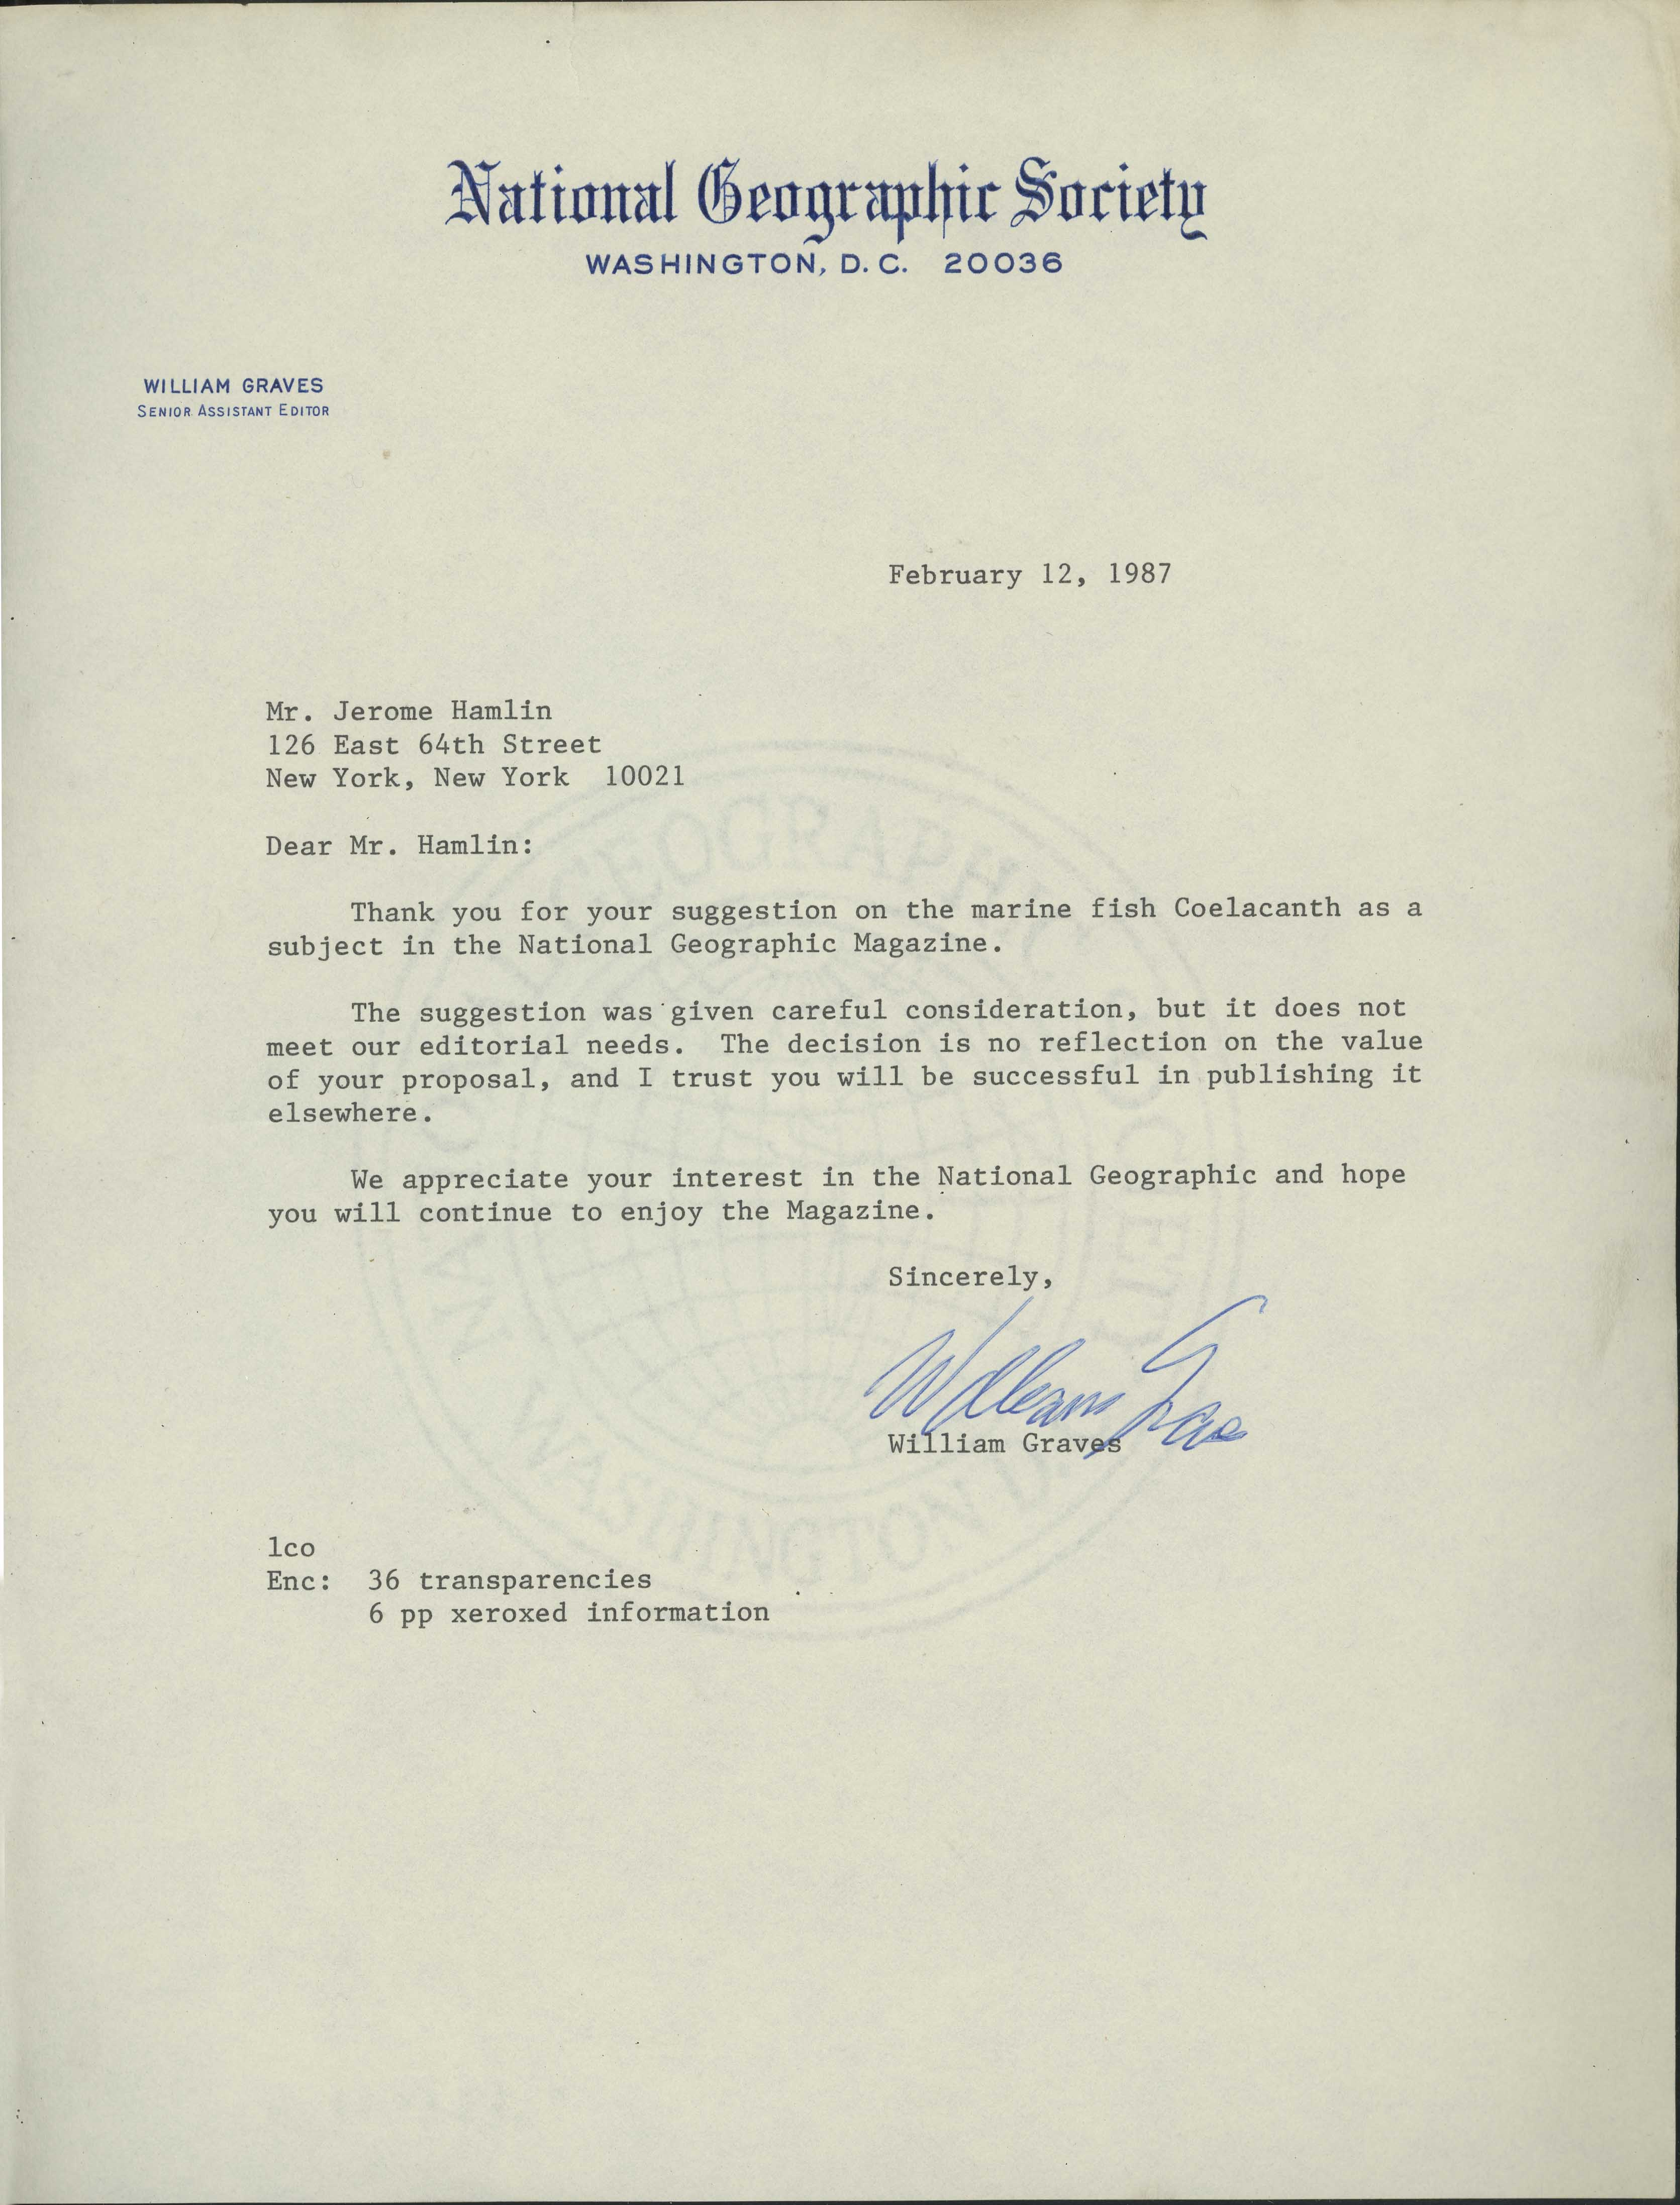 National Geographic Society
WASHINGTON, D.C. 20036
WILLIAM GRAVES
SENIOR ASSISTANT EDITOR
February 12, 1987
Mr. Jerome Hamlin
126 East 64th Street
New York, New York 10021
Dear Mr. Hamlin:
Thank you for your suggestion on the marine fish Coelacanth as a
subject in the National Geographic Magazine.
The suggestion was given careful consideration, but it does not
meet our editorial needs. The decision is no reflection on the value
of your proposal, and I trust you will be successful in publishing it
elsewhere.
We appreciate your interest in the National Geographic and hope
you will continue to enjoy the Magazine.
Sincerely,
William Graves
William Graves
lco
Enc: 36 transparencies
6 pp xeroxed information